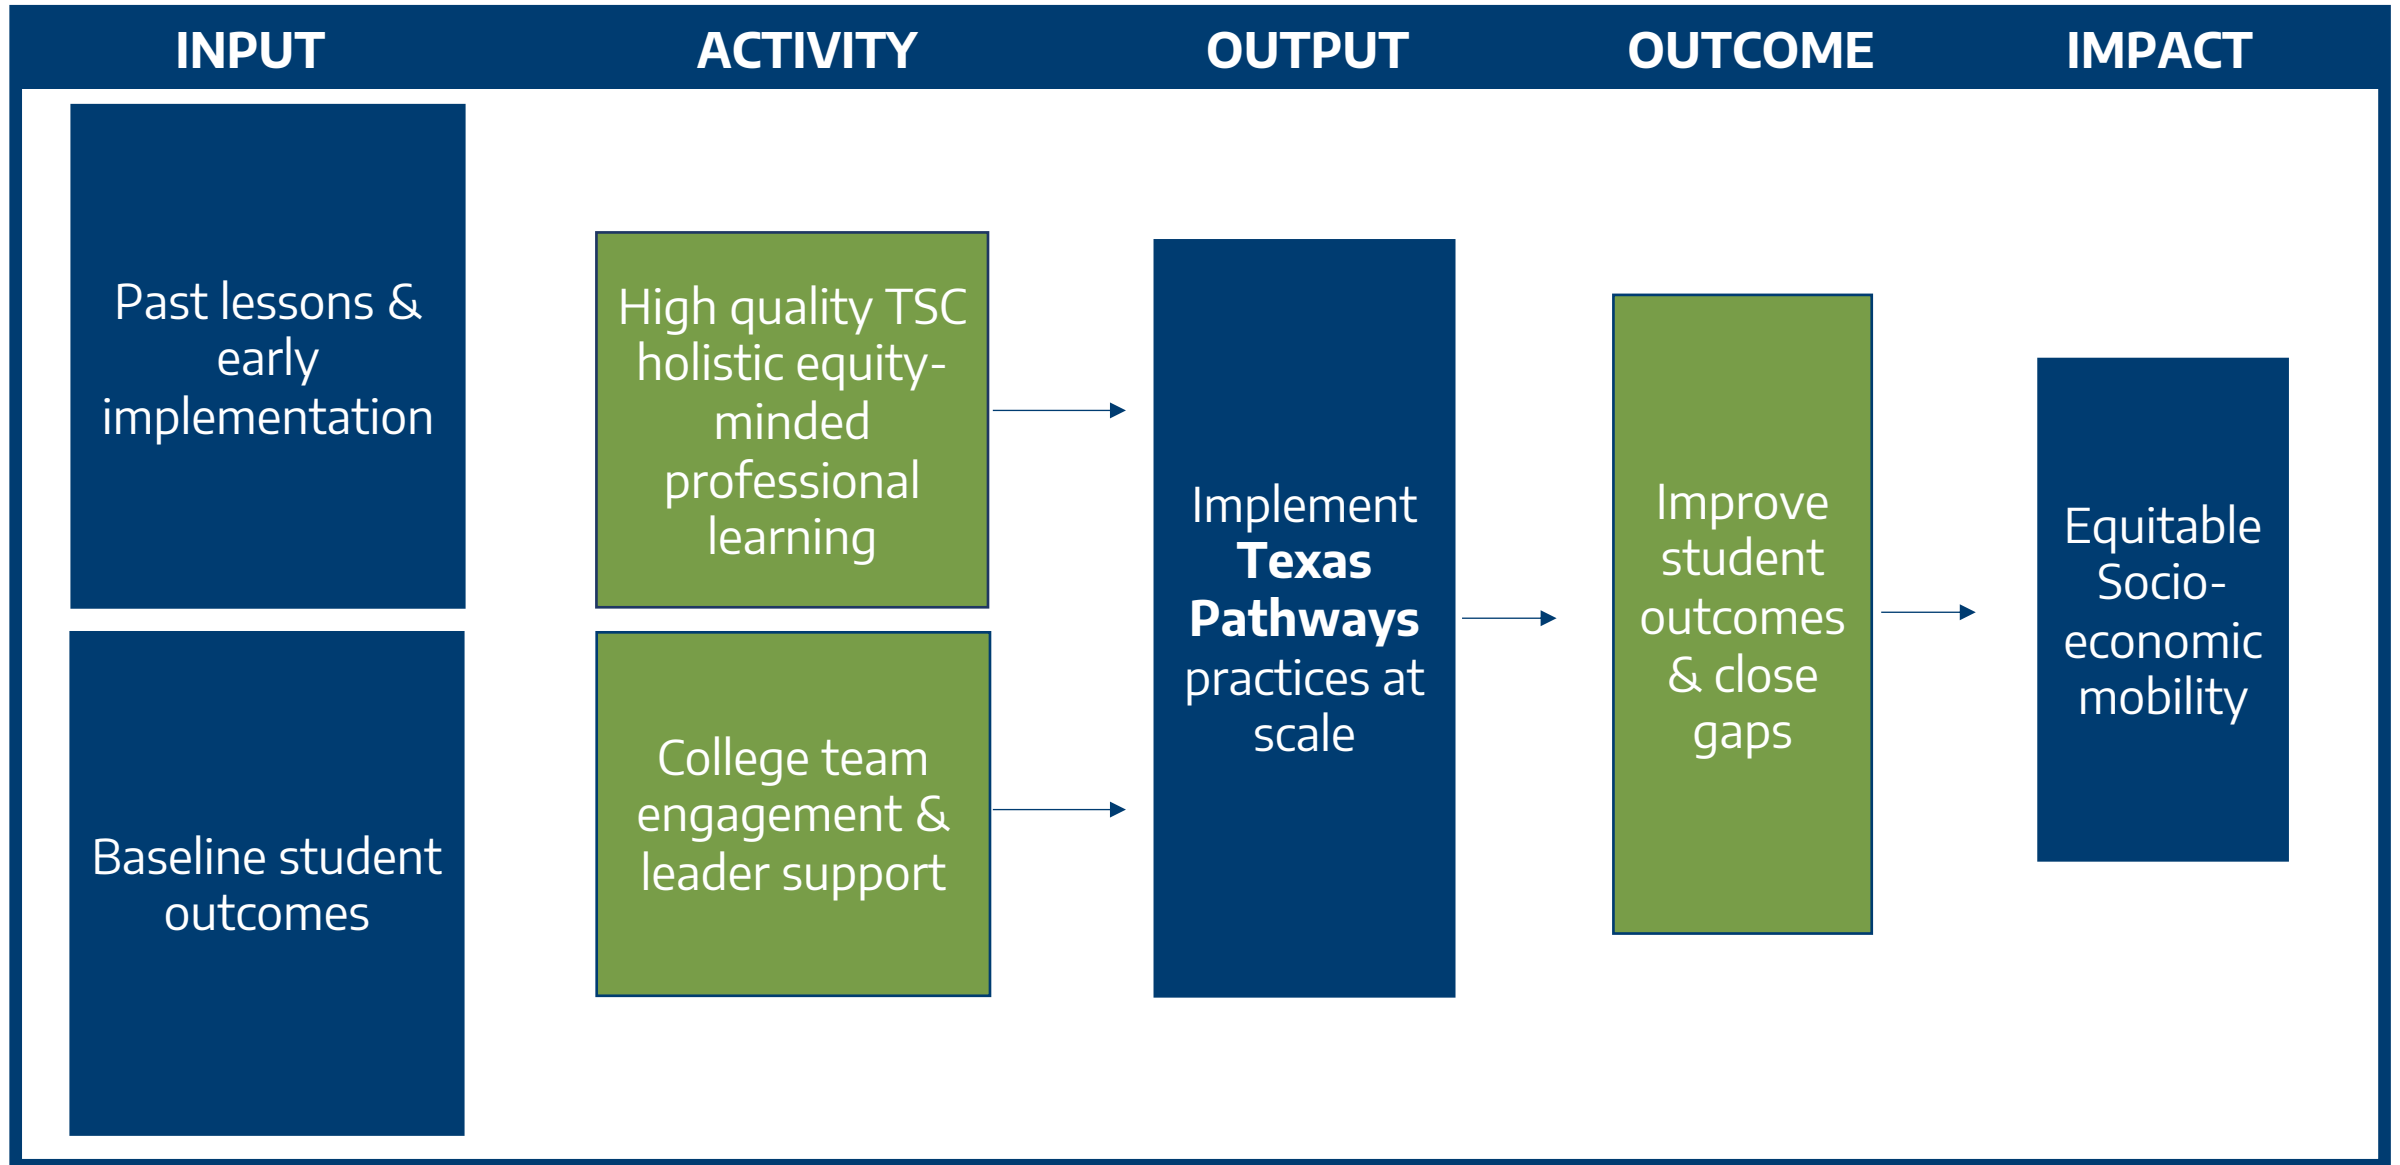 INPUT
ACTIVITY
OUTPUT
OUTCOME
IMPACT
Past lessons &
early
implementation
Baseline student
outcomes
High quality TSC
holistic equity-
minded
professional
learning
College team
engagement &
leader support
Implement
Texas
Pathways
practices at
scale
Improve
student
outcomes
& close
gaps
Equitable
Socio-
economic
mobility